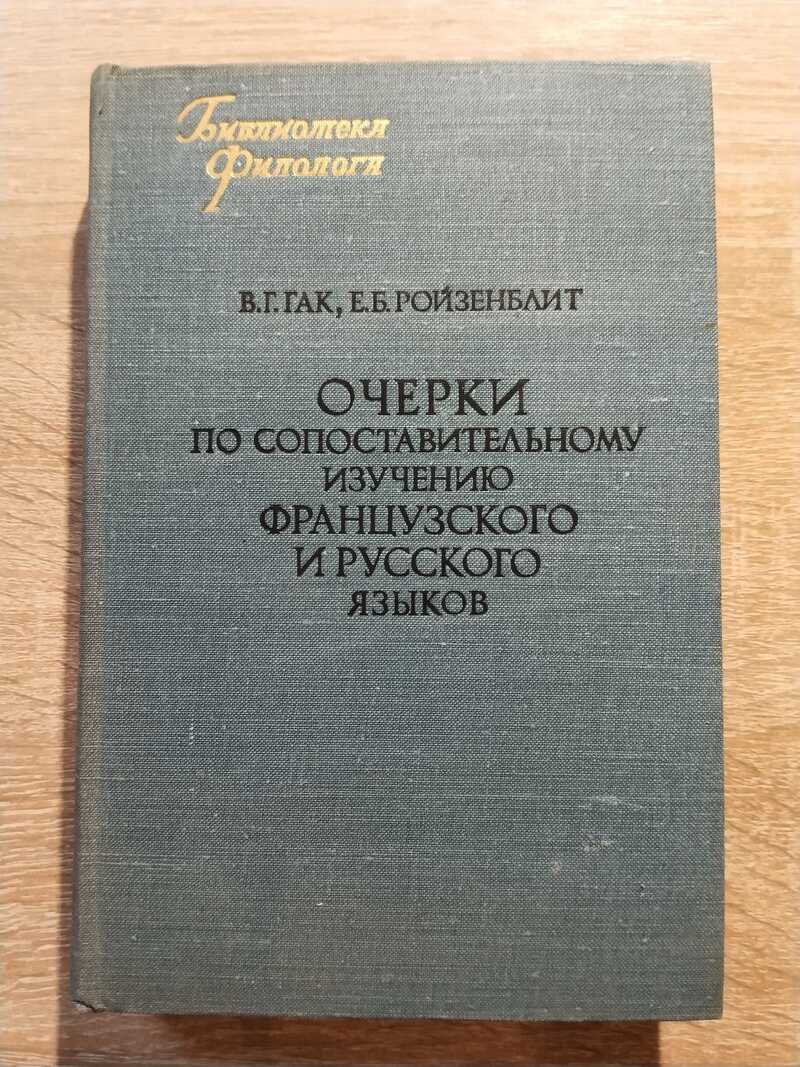 Библиотека
Филолога
В.Г.ГАК, Е.Б.РОЙЗЕНБЛИТ
ОЧЕРКИ
ПО СОПОСТАВИТЕЛЬНОМУ
ИЗУЧЕНИЮ
ФРАНЦУЗСКОГО
И РУССКОГО
ЯЗЫКОВ